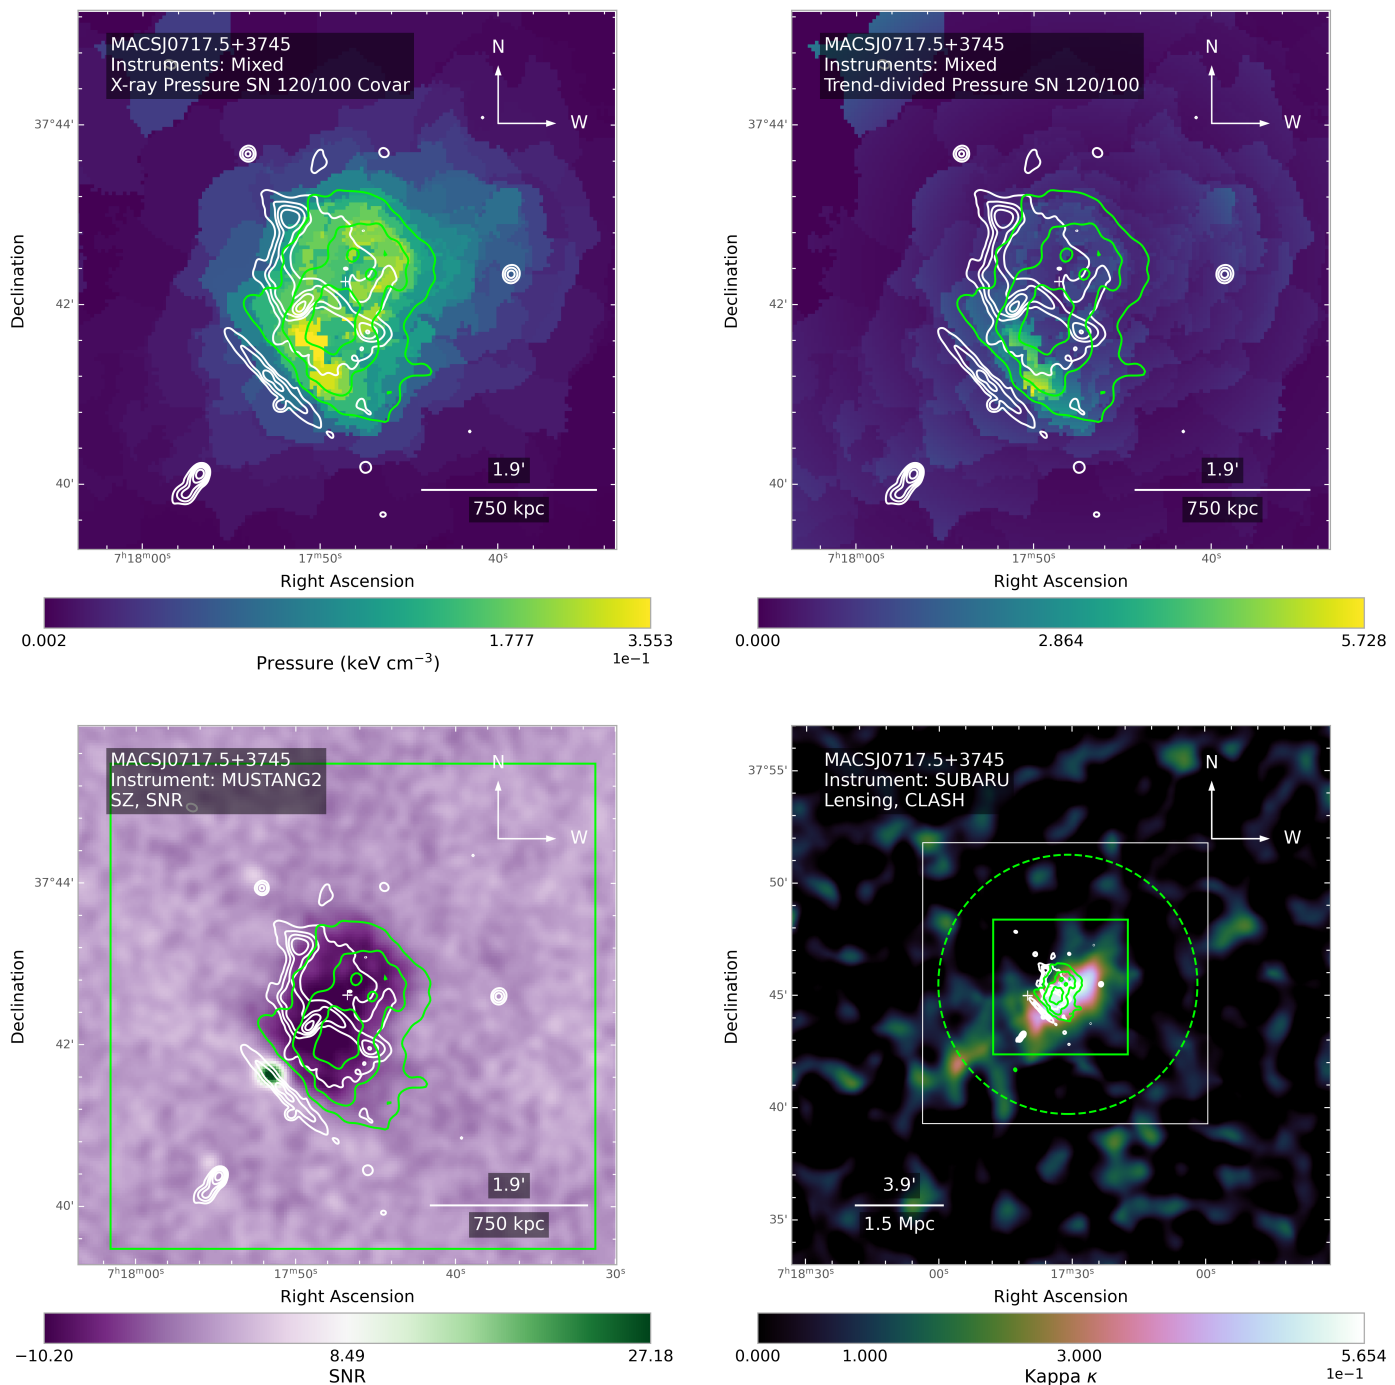 MACSJ0717.5+3745
Instruments: Mixed
X-ray Pressure SN 120/100 Covar
N
W
37°44'
42'
40'
Declination
1.9'
750 kpc
7ʰ18ᵐ00ˢ
17ᵐ50ˢ
40ˢ
Right Ascension
0.002
1.777
3.553
1e−1
Pressure (keV cm⁻³)
MACSJ0717.5+3745
Instruments: Mixed
Trend-divided Pressure SN 120/100
N
W
37°44'
42'
40'
Declination
1.9'
750 kpc
7ʰ18ᵐ00ˢ
17ᵐ50ˢ
40ˢ
Right Ascension
0.000
2.864
5.728
MACSJ0717.5+3745
Instrument: MUSTANG2
SZ, SNR
N
W
37°44'
42'
40'
Declination
1.9'
750 kpc
7ʰ18ᵐ00ˢ
17ᵐ50ˢ
40ˢ
30ˢ
Right Ascension
−10.20
8.49
27.18
SNR
MACSJ0717.5+3745
Instrument: SUBARU
Lensing, CLASH
N
W
37°55'
50'
45'
40'
35'
Declination
3.9'
1.5 Mpc
7ʰ18ᵐ30ˢ
00ˢ
17ᵐ30ˢ
00ˢ
Right Ascension
0.000
1.000
3.000
5.654
1e−1
Kappa κ